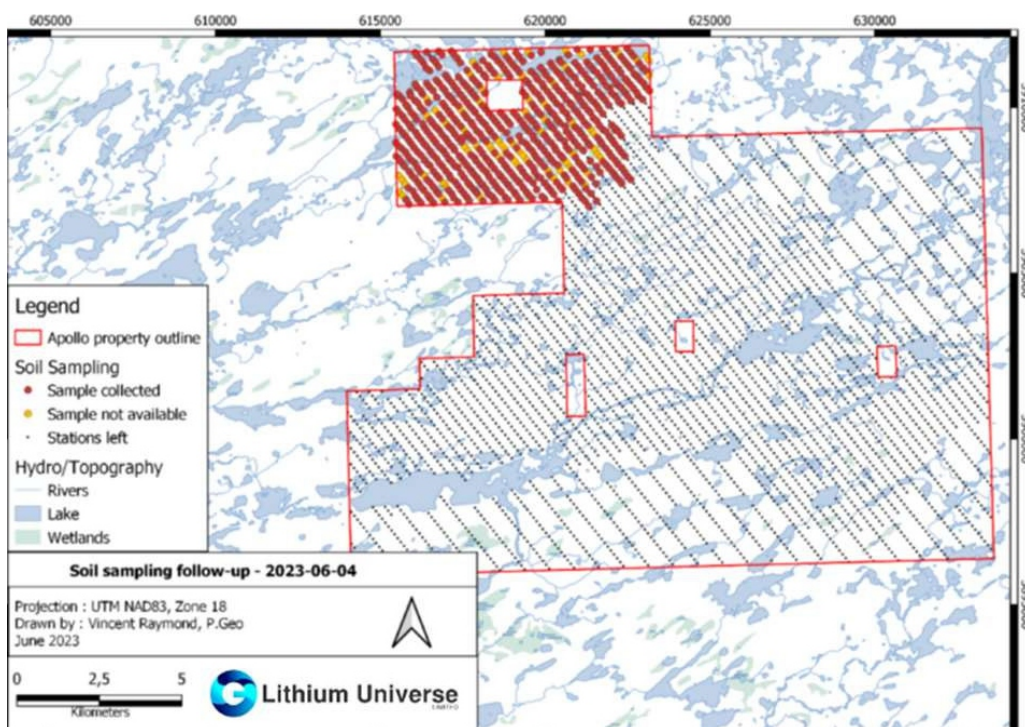 605000 610000 615000 620000 625000 630000
Legend
Apollo property outline
Soil Sampling
Sample collected
Sample not available
Stations left
Hydro/Topography
Rivers
Lake
Wetlands
Soil sampling follow-up - 2023-06-04
Projection : UTM NAD83, Zone 18
Drawn by : Vincent Raymond, P.Geo
June 2023
0 2,5 5
Kilometers
Lithium Universe
LIMITED